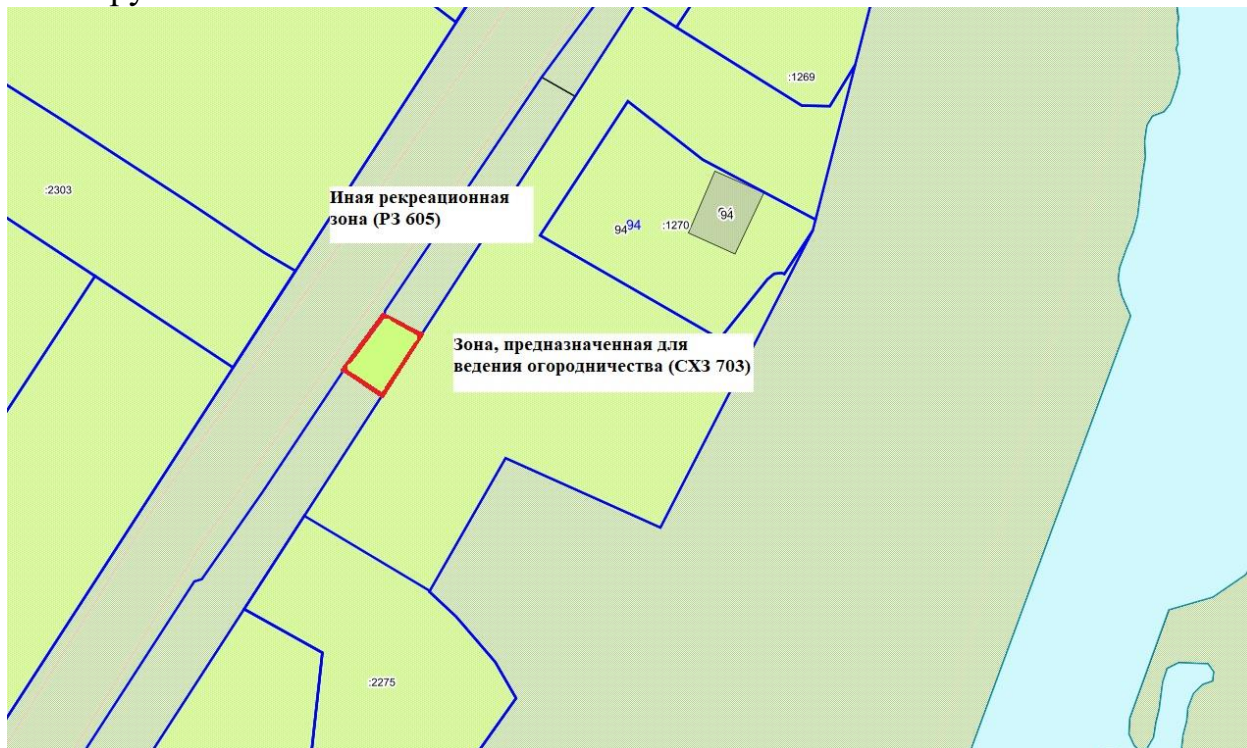 :1269
:2303
Иная рекреационная
зона (РЗ 605)
94
94 94
:1270
Зона, предназначенная для
ведения огородничества (СХЗ 703)
:2275